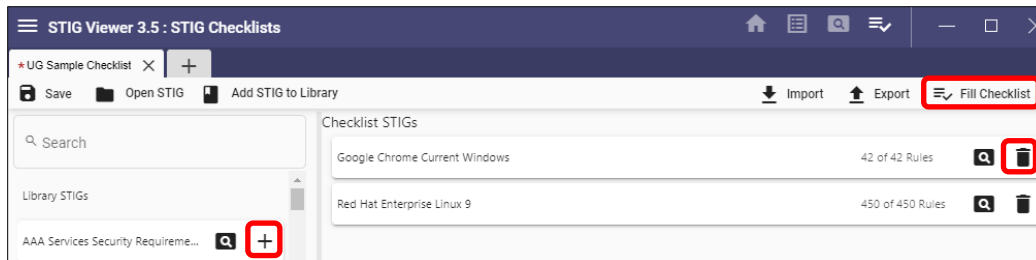 STIG Viewer 3.5 : STIG Checklists
*UG Sample Checklist
Save Open STIG Add STIG to Library Import Export Fill Checklist
Search
Checklist STIGs
Google Chrome Current Windows 42 of 42 Rules
Library STIGs
Red Hat Enterprise Linux 9 450 of 450 Rules
AAA Services Security Requireme...